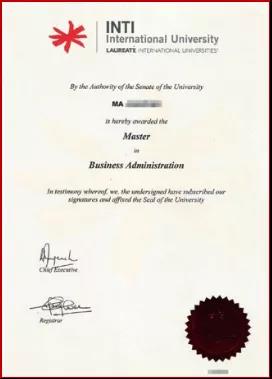 INTI
International University
LAUREATE INTERNATIONAL UNIVERSITIES
By the Authority of the Senate of the University
MA
is hereby awarded the
Master
in
Business Administration
In testimony whereof, we, the undersigned have subscribed our
signatures and affixed the Seal of the University
Chief Executive
Registrar